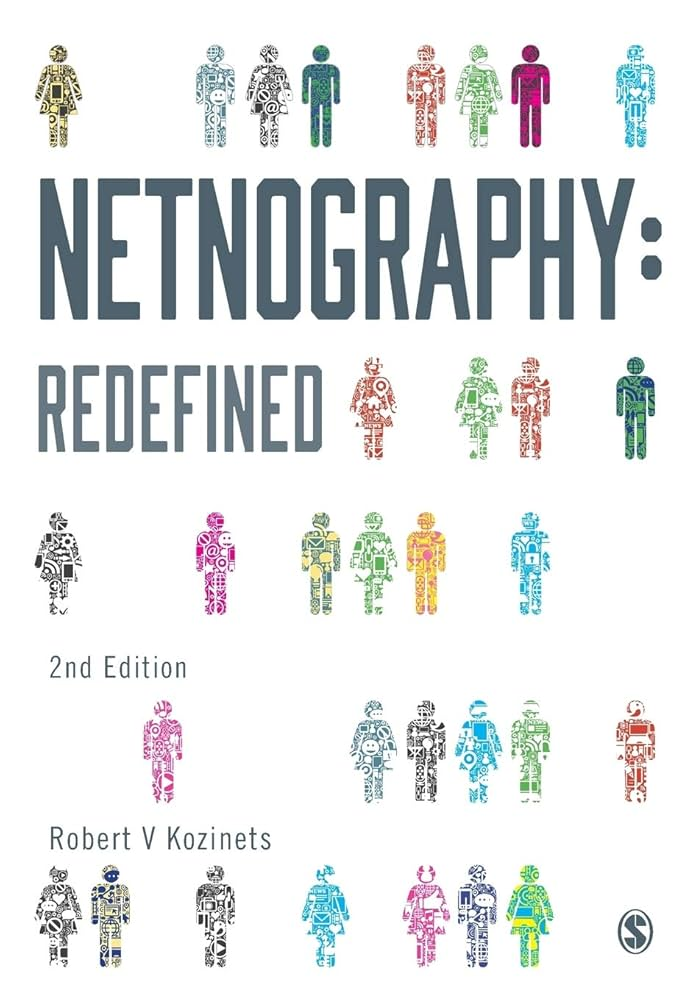 NETNOGRAPHY:
REDEFINED
2nd Edition
Robert V Kozinets
S